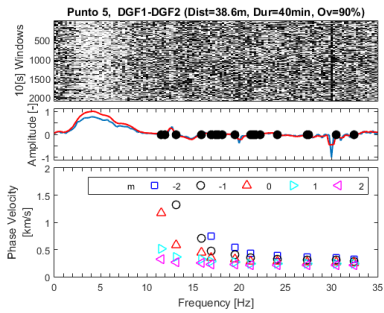 Punto 5, DGF1-DGF2 (Dist=38.6m, Dur=40min, Ov=90%)
10[s] Windows
500
1000
1500
2000
Amplitude [-]
1
0
-1
Phase Velocity
[km/s]
2
1.5
1
0.5
0
m -2 -1 0 1 2
0 5 10 15 20 25 30 35
Frequency [Hz]